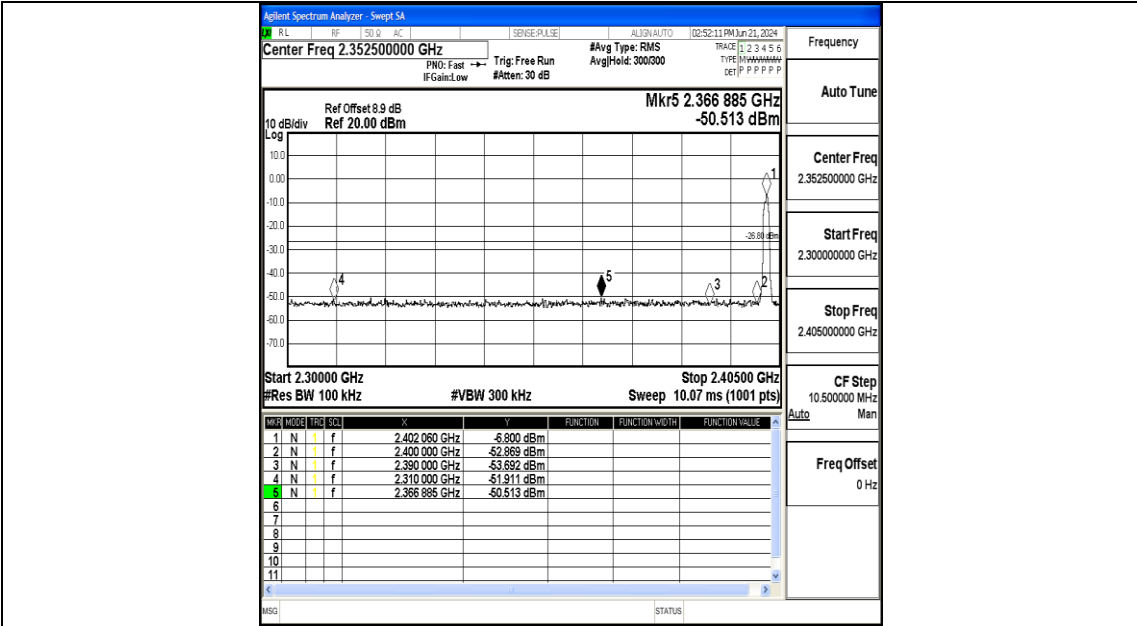 Agilent Spectrum Analyzer - Swept SA
RL RF 50 Ω AC SENSE:PULSE ALIGN AUTO 02:52:11 PM Jun 21, 2024
Center Freq 2.352500000 GHz
PNO: Fast
IFGain:Low
Trig: Free Run
#Atten: 30 dB
#Avg Type: RMS
Avg|Hold: 300/300
TRACE 1 2 3 4 5 6
TYPE M
DET P P P P P P
Ref Offset 8.9 dB
10 dB/div Ref 20.00 dBm
Log
Mkr5 2.366 885 GHz
-50.513 dBm
10.0
0.00
-10.0
-20.0
-30.0
-40.0
-50.0
-60.0
-70.0
1
-26.80 dBm
4
5
3
2
Start 2.30000 GHz Stop 2.40500 GHz
#Res BW 100 kHz #VBW 300 kHz Sweep 10.07 ms (1001 pts)
MKR MODE TRC SCL X Y FUNCTION FUNCTION WIDTH FUNCTION VALUE
1 N 1 f 2.402 060 GHz -6.800 dBm
2 N 1 f 2.400 000 GHz -52.869 dBm
3 N 1 f 2.390 000 GHz -53.692 dBm
4 N 1 f 2.310 000 GHz -51.911 dBm
5 N 1 f 2.366 885 GHz -50.513 dBm
6
7
8
9
10
11
MSG STATUS
Frequency
Auto Tune
Center Freq
2.352500000 GHz
Start Freq
2.300000000 GHz
Stop Freq
2.405000000 GHz
CF Step
10.500000 MHz
Auto Man
Freq Offset
0 Hz